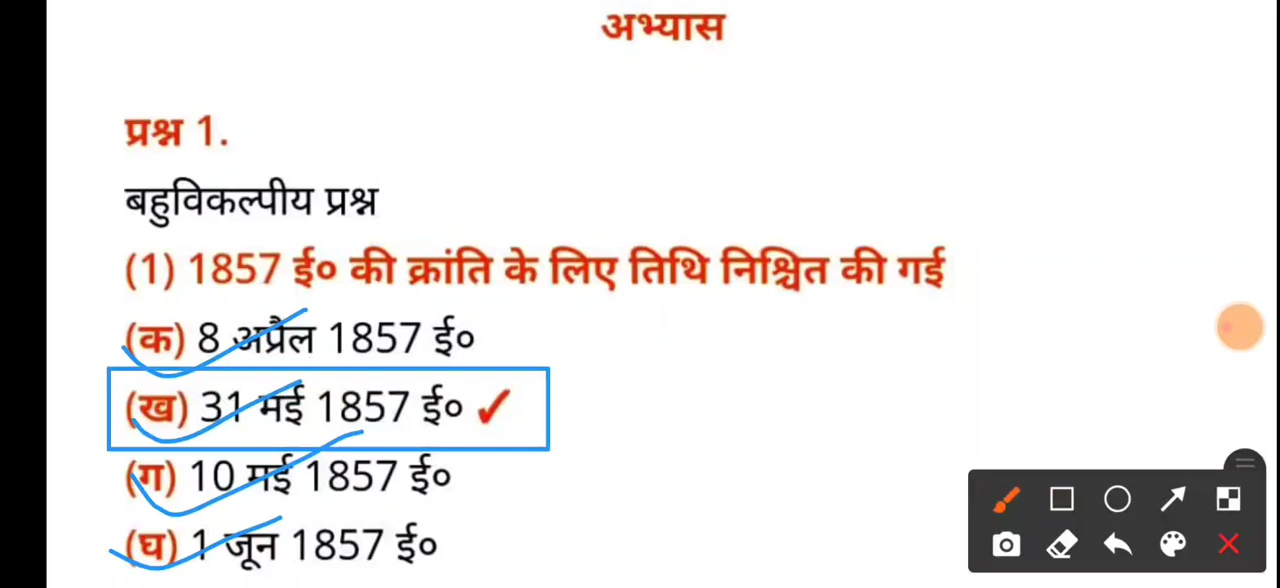 अभ्यास
प्रश्न 1.
बहुविकल्पीय प्रश्न
(1) 1857 ई० की क्रांति के लिए तिथि निश्चित की गई
(क) 8 अप्रैल 1857 ई०
(ख) 31 मई 1857 ई० ✓
(ग) 10 मई 1857 ई०
(घ) 1 जून 1857 ई०